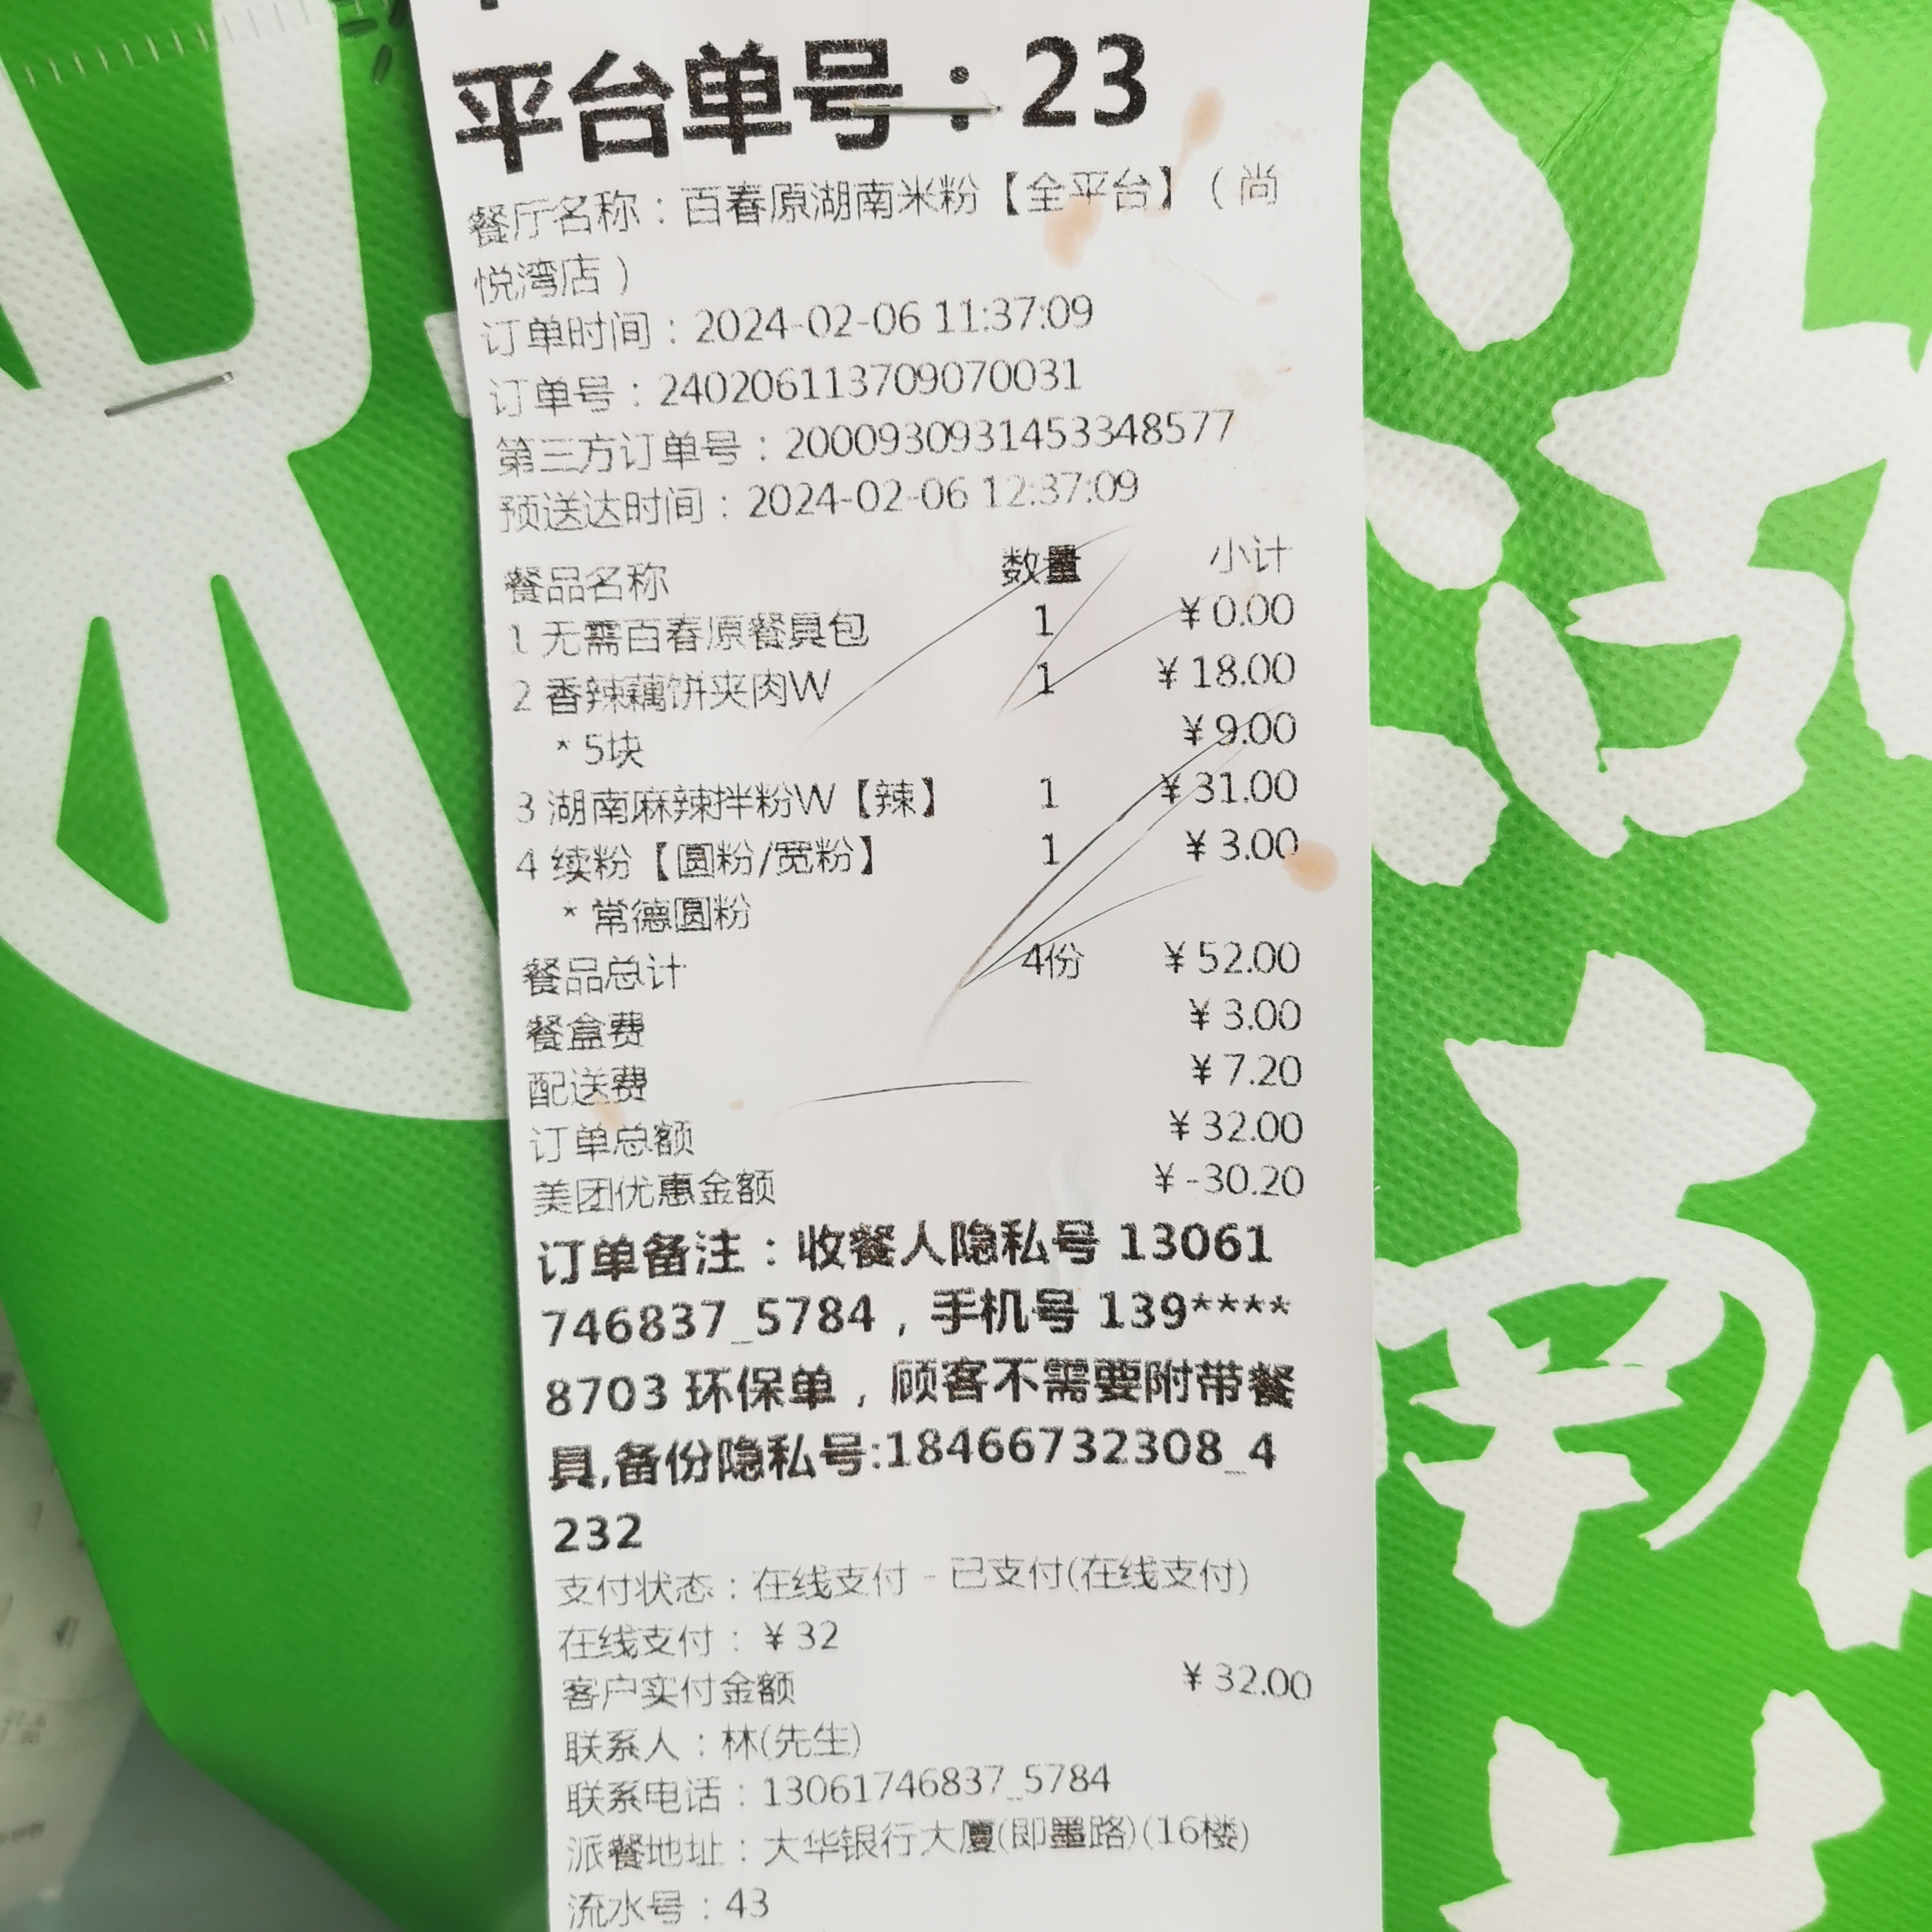 平台单号：23
餐厅名称：百春原湖南米粉【全平台】（尚
悦湾店）
订单时间：2024-02-06 11:37:09
订单号：240206113709070031
第三方订单号：2000930931453348577
预送达时间：2024-02-06 12:37:09
餐品名称 数量 小计
1 无需百春原餐具包 1 ￥0.00
2 香辣藕饼夹肉W 1 ￥18.00
* 5块 ￥9.00
3 湖南麻辣拌粉W【辣】 1 ￥31.00
4 续粉【圆粉/宽粉】 1 ￥3.00
* 常德圆粉
餐品总计 4份 ￥52.00
餐盒费 ￥3.00
配送费 ￥7.20
订单总额 ￥32.00
美团优惠金额 ￥-30.20
订单备注：收餐人隐私号 13061
746837_5784，手机号 139****
8703 环保单，顾客不需要附带餐
具,备份隐私号:18466732308_4
232
支付状态：在线支付 - 已支付(在线支付)
在线支付：￥32
客户实付金额 ￥32.00
联系人：林(先生)
联系电话：13061746837_5784
派餐地址：大华银行大厦(即墨路)(16楼)
流水号：43